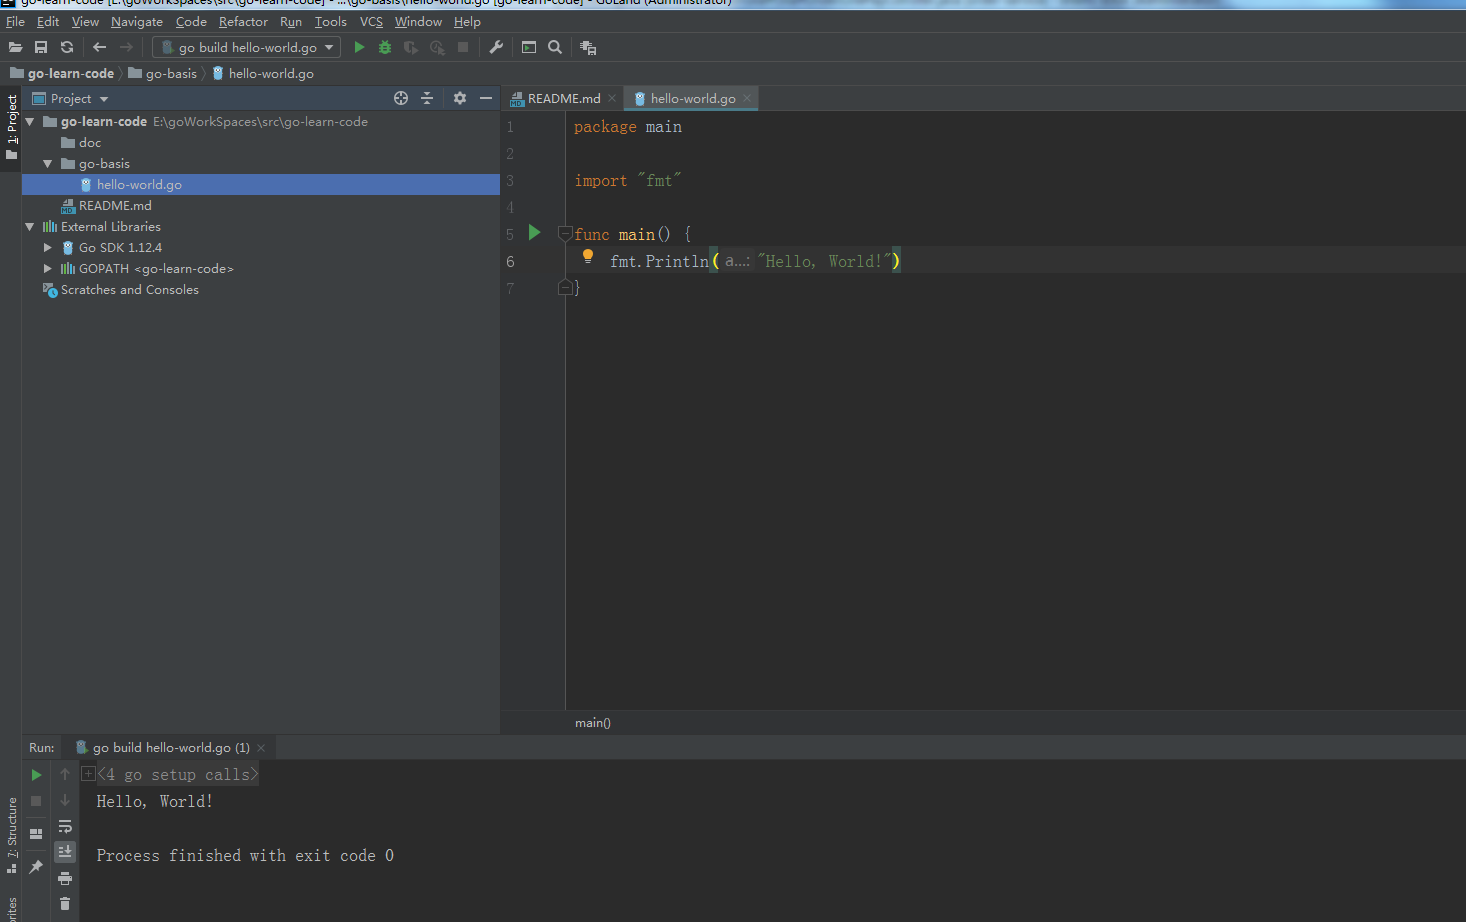 go-learn-code [E:\goWorkSpaces\src\go-learn-code] - ...\go-basis\hello-world.go [go-learn-code] - GoLand (Administrator)
File Edit View Navigate Code Refactor Run Tools VCS Window Help
go build hello-world.go
go-learn-code go-basis hello-world.go
1: Project
Project
go-learn-code E:\goWorkSpaces\src\go-learn-code
doc
go-basis
hello-world.go
README.md
External Libraries
Go SDK 1.12.4
GOPATH <go-learn-code>
Scratches and Consoles
README.md hello-world.go
1 package main
2
3 import "fmt"
4
5 func main() {
6 fmt.Println( a...: "Hello, World!")
7 }
main()
Run: go build hello-world.go (1)
<4 go setup calls>
Hello, World!
Process finished with exit code 0
7: Structure